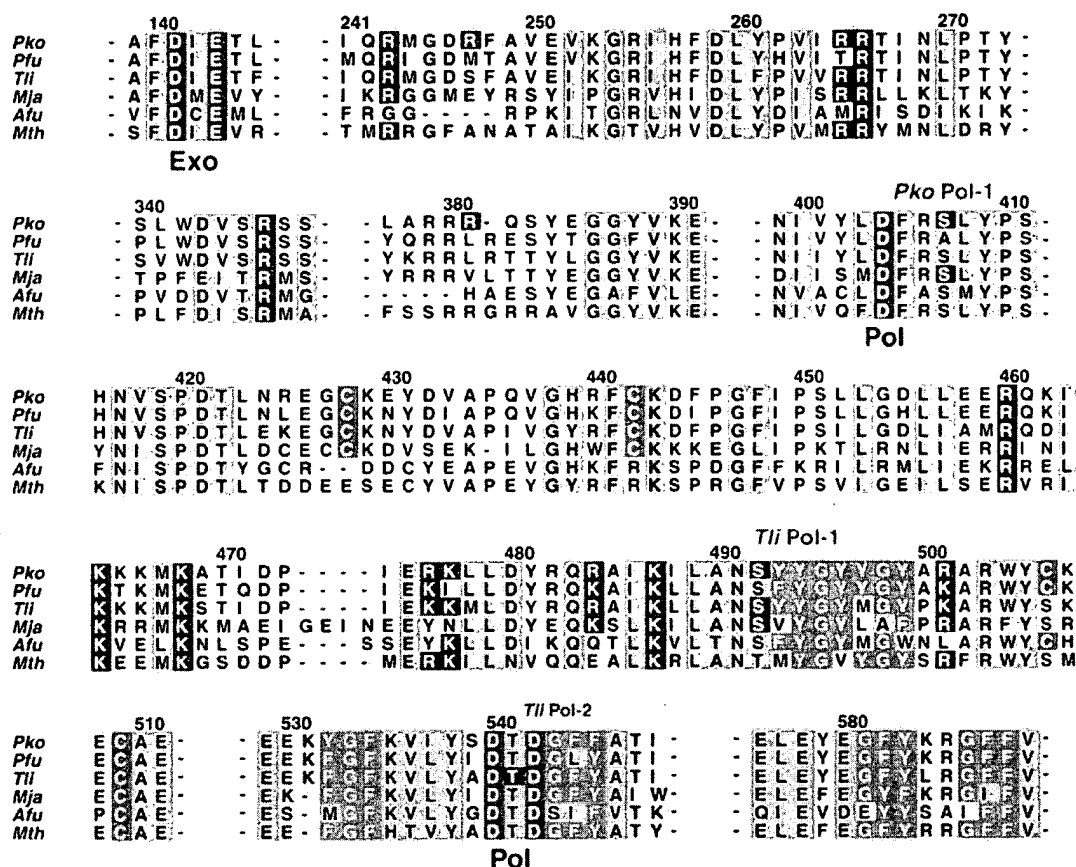 140 241 250 260 270
Pko - A F D I E T L - I Q R M G D R F A V E V K G R I H F D L Y P V I R R T I N L P T Y -
Pfu - A F D I E T L - M Q R I G D M T A V E V K G R I H F D L Y H V I T R T I N L P T Y -
Tli - A F D I E T F - I Q R M G D S F A V E I K G R I H F D L F P V V R R T I N L P T Y -
Mja - A F D M E V Y - I K R G G M E Y R S Y I P G R V H I D L Y P I S R R L L K L T K Y -
Afu - V F D C E M L - F R G G - - - - R P K I T G R L N V D L Y D I A M R I S D I K I K -
Mth - S F D I E V R - T M R R G F A N A T A I K G T V H V D L Y P V M R R Y M N L D R Y -
Exo
Pko Pol-1
340 380 390 400 410
Pko - S L W D V S R S S - - L A R R R - Q S Y E G G Y V K E - - N I V Y L D F R S L Y P S -
Pfu - P L W D V S R S S - - Y Q R R L R E S Y T G G F V K E - - N I V Y L D F R A L Y P S -
Tli - S V W D V S R S S - - Y K R R L R T T Y L G G Y V K E - - N I I Y L D F R S L Y P S -
Mja - T P F E I T R M S - - Y R R R V L T T Y E G G Y V K E - - D I I S M D F R S L Y P S -
Afu - P V D D V T R M G - - - - - - - H A E S Y E G A F V L E - - N V A C L D F A S M Y P S -
Mth - P L F D I S R M A - - F S S R R G R R A V G G Y V K E - - N I V Q F D F R S L Y P S -
Pol
420 430 440 450 460
Pko H N V S P D T L N R E G C K E Y D V A P Q V G H R F C K D F P G F I P S L L G D L L E E R Q K I
Pfu H N V S P D T L N L E G C K N Y D I A P Q V G H K F C K D I P G F I P S L L G H L L E E R Q K I
Tli H N V S P D T L E K E G C K N Y D V A P I V G Y R F C K D F P G F I P S I L G D L I A M R Q D I
Mja Y N I S P D T L D C E C C K D V S E K - I L G H W F C K K K E G L I P K T L R N L I E R R I N I
Afu F N I S P D T Y G C R - - D D C Y E A P E V G H K F R K S P D G F F K R I L R M L I E K R R E L
Mth K N I S P D T L T D D E E S E C Y V A P E Y G Y R F R K S P R G F V P S V I G E I L S E R V R I
Tli Pol-1
470 480 490 500
Pko K K K M K A T I D P - - - - I E R K L L D Y R Q R A I K I L A N S Y Y G Y Y G Y A R A R W Y C K
Pfu K T K M K E T Q D P - - - - I E K I L L D Y R Q K A I K L L A N S F Y G Y Y G Y A K A R W Y C K
Tli K K K M K S T I D P - - - - I E K K M L D Y R Q R A I K L L A N S Y Y G Y M G Y P K A R W Y S K
Mja K R R M K K M A E I G E I N E E Y N L L D Y E Q K S L K I L A N S V Y G Y L A F P R A R F Y S R
Afu K V E L K N L S P E - - - S S E Y K L L D I K Q Q T L K V L T N S F Y G Y M G W N L A R W Y C H
Mth K E E M K G S D D P - - - - M E R K I L N V Q Q E A L K R L A N T M Y G V Y G Y S R F R W Y S M
Tli Pol-2
510 530 540 580
Pko E C A E - - E E K Y G F K V I Y S D T D G F F A T I - - E L E Y E G F Y K R G F F V -
Pfu E C A E - - E E K F G F K V L Y I D T D G L Y A T I - - E L E Y E G F Y K R G F F V -
Tli E C A E - - E E K F G F K V L Y A D T D G F Y A T I - - E L E Y E G F Y L R G F F V -
Mja E C A E - - E K - F G F K V L Y I D T D G F Y A I W - - E L E F E G Y F K R G I F V -
Afu P C A E - - E S - M G F K V L Y G D T D S I F V T K - - Q I E V D E Y Y S A I F F V -
Mth E C A E - - E E - F G F H T V Y A D T D G F Y A T Y - - E L E F E G F Y R R G F F V -
Pol